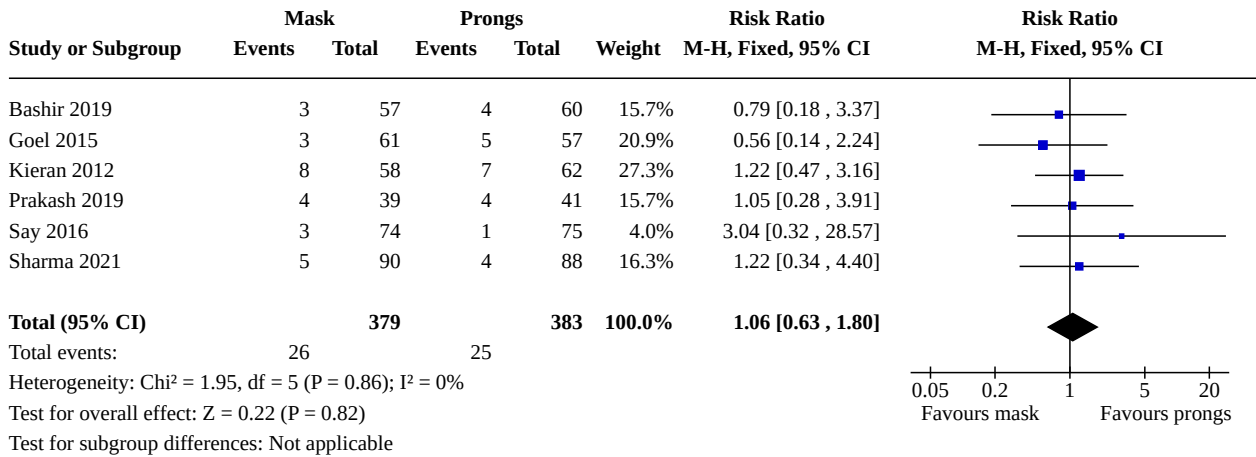 Mask Prongs Risk Ratio Risk Ratio
Study or Subgroup Events Total Events Total Weight M-H, Fixed, 95% CI M-H, Fixed, 95% CI
Bashir 2019 3 57 4 60 15.7% 0.79 [0.18 , 3.37]
Goel 2015 3 61 5 57 20.9% 0.56 [0.14 , 2.24]
Kieran 2012 8 58 7 62 27.3% 1.22 [0.47 , 3.16]
Prakash 2019 4 39 4 41 15.7% 1.05 [0.28 , 3.91]
Say 2016 3 74 1 75 4.0% 3.04 [0.32 , 28.57]
Sharma 2021 5 90 4 88 16.3% 1.22 [0.34 , 4.40]
Total (95% CI) 379 383 100.0% 1.06 [0.63 , 1.80]
Total events: 26 25
Heterogeneity: Chi² = 1.95, df = 5 (P = 0.86); I² = 0%
Test for overall effect: Z = 0.22 (P = 0.82)
Test for subgroup differences: Not applicable
0.05 0.2 1 5 20
Favours mask Favours prongs